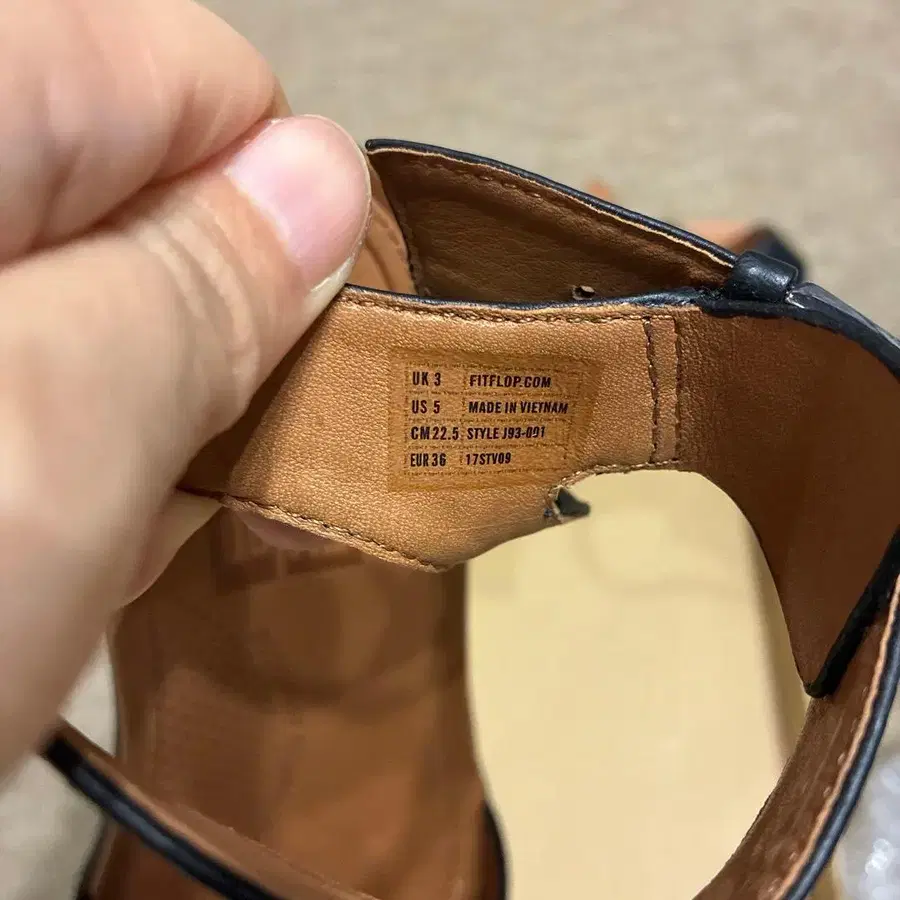 UK 3 FITFLOP.COM
US 5 MADE IN VIETNAM
CM 22.5 STYLE J93-001
EUR 36 17STV09